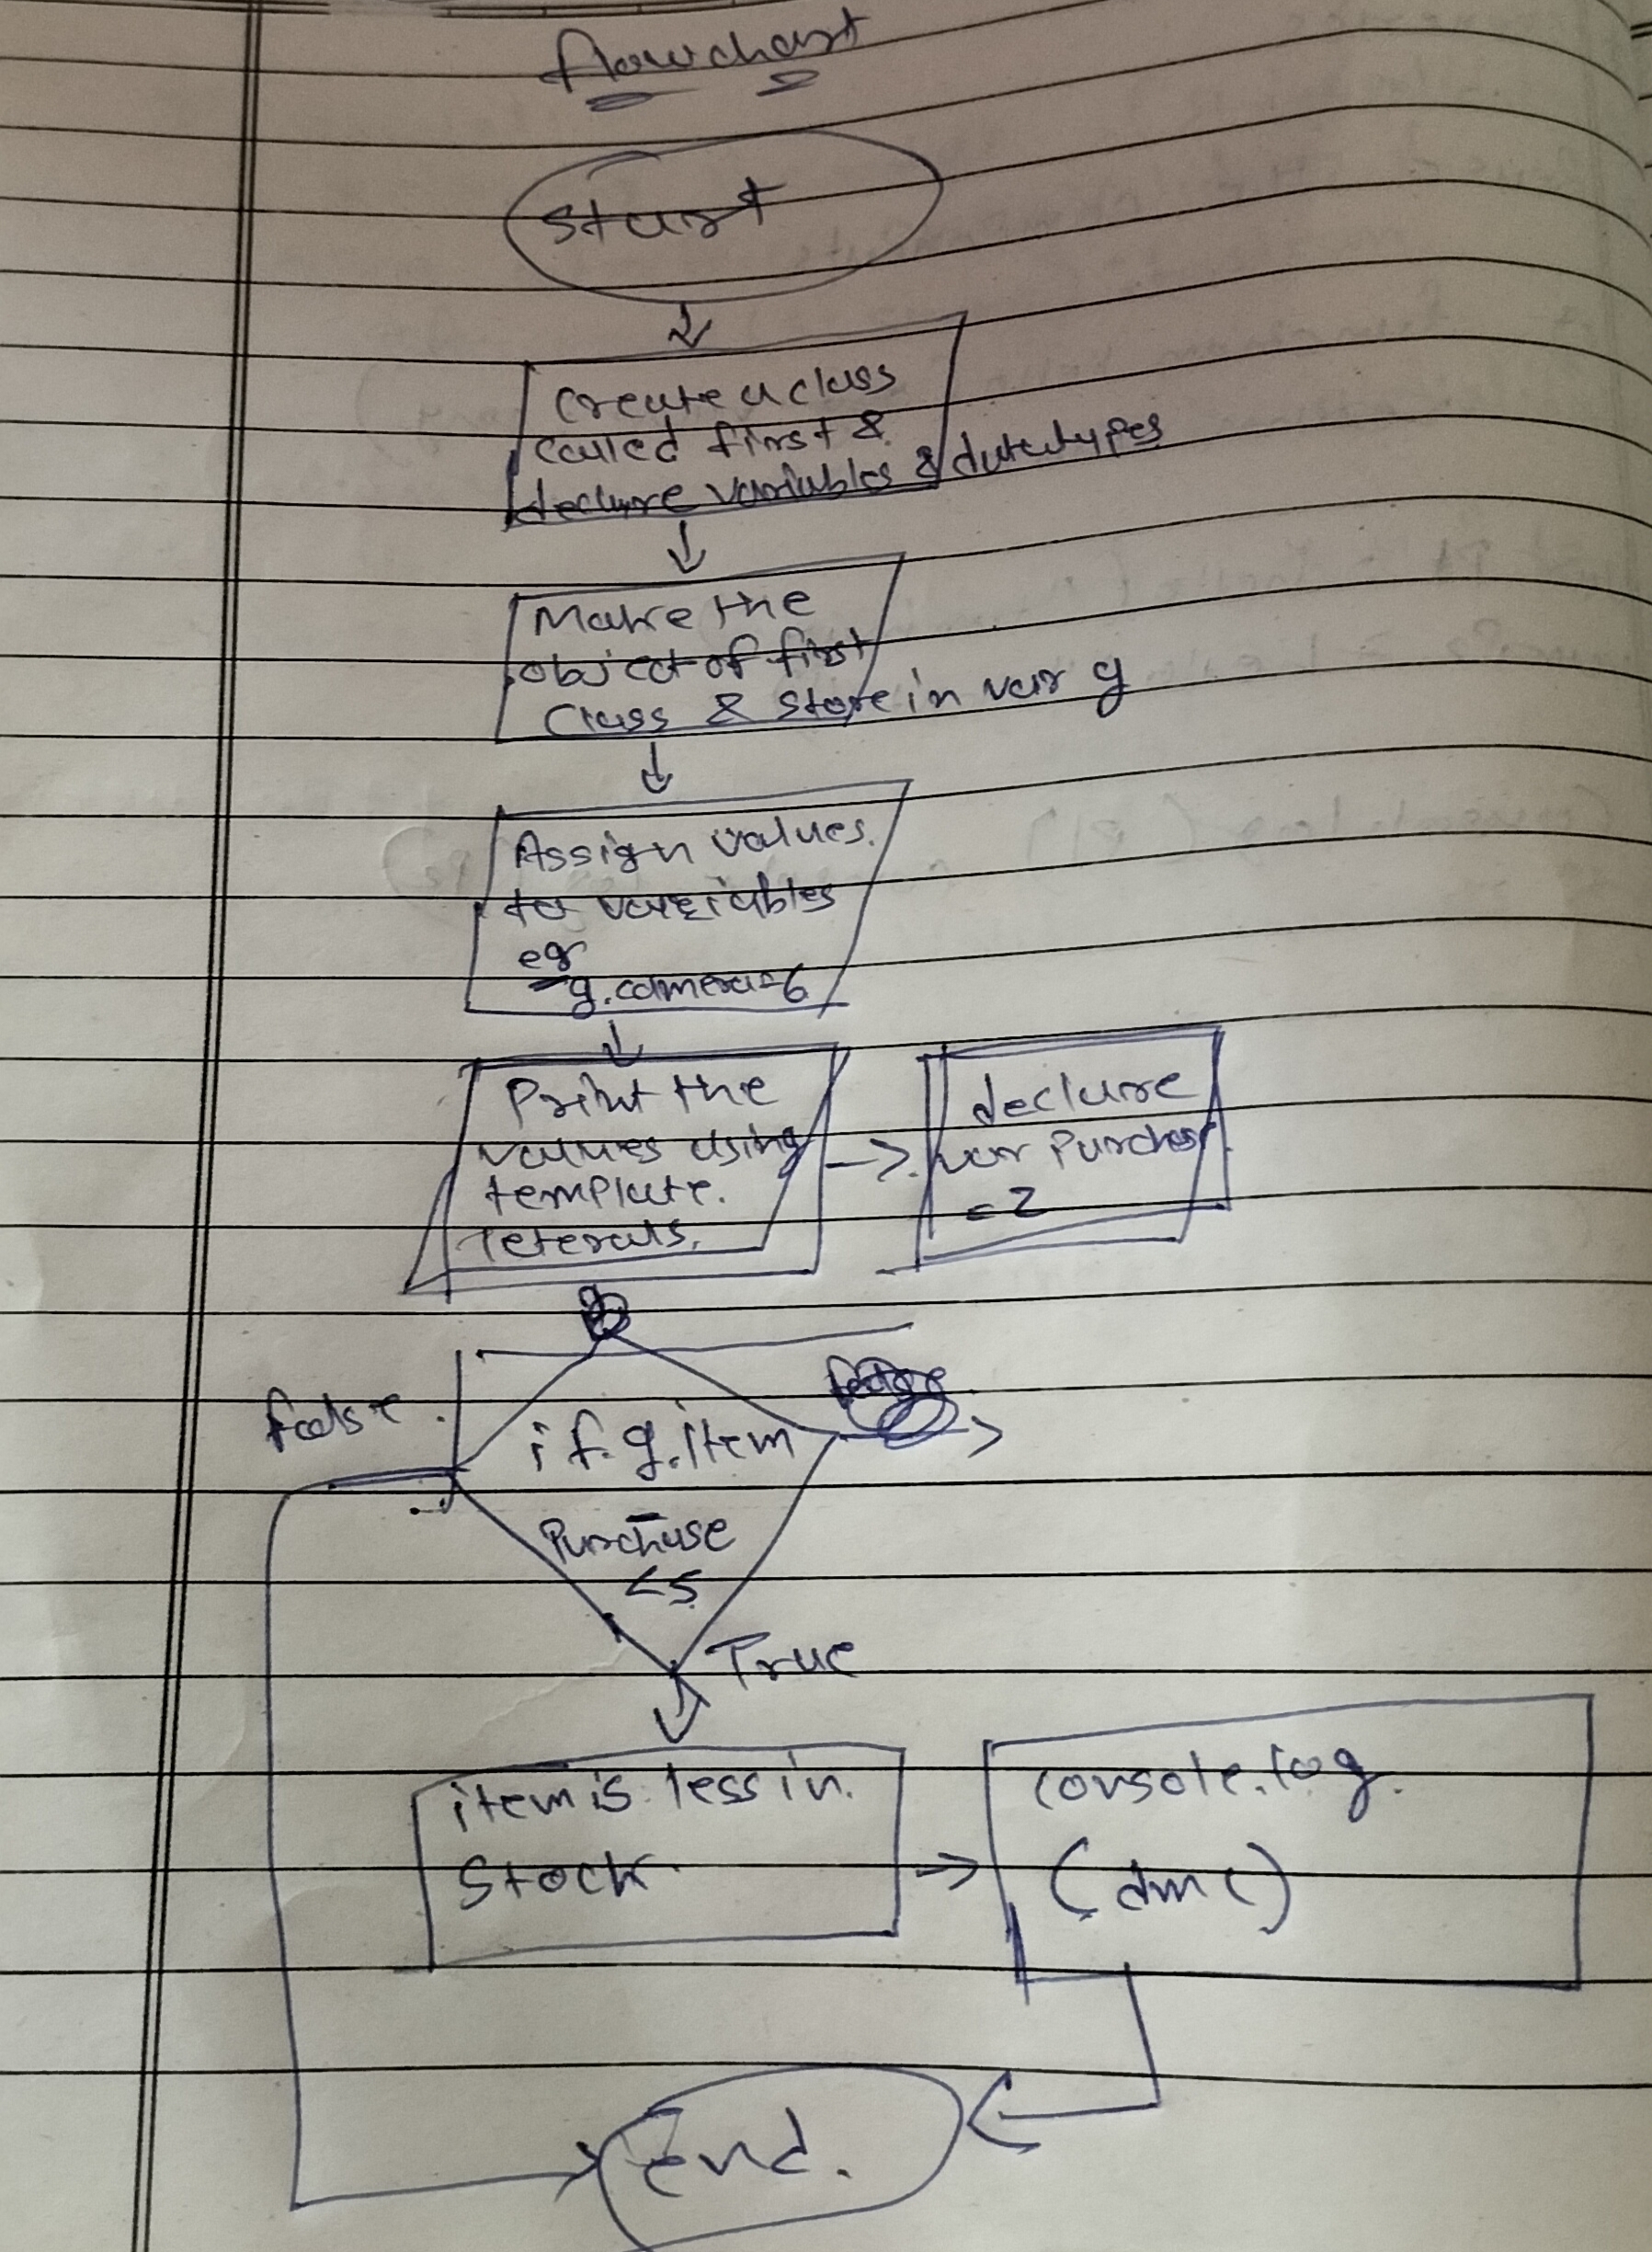 flowchart
start
create a class
called first &
declare variables & datatypes
Make the
object of first
class & store in var g
Assign values.
to variables
eg
g.camera=6
Print the
values using
template.
leterals.
declare
var Purchase
= 2
false.
if g.item
Purchase
<5
True
item is less in.
stock.
console.log.
(dmc)
end.